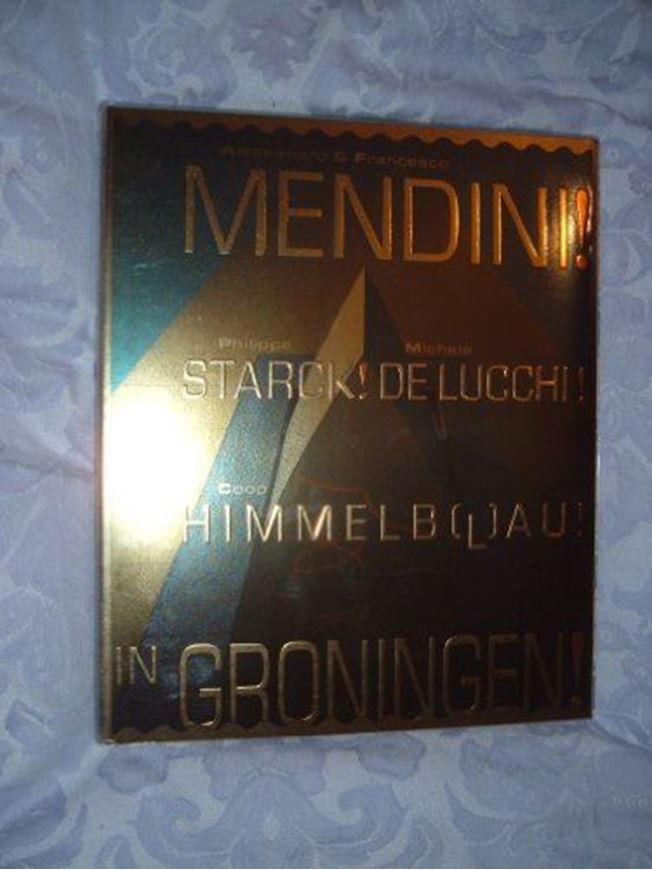 Alessandro & Francesco
MENDINI!
Philippe Michele
STARCK! DE LUCCHI!
Coop
HIMMELB(L)AU!
IN GRONINGEN!